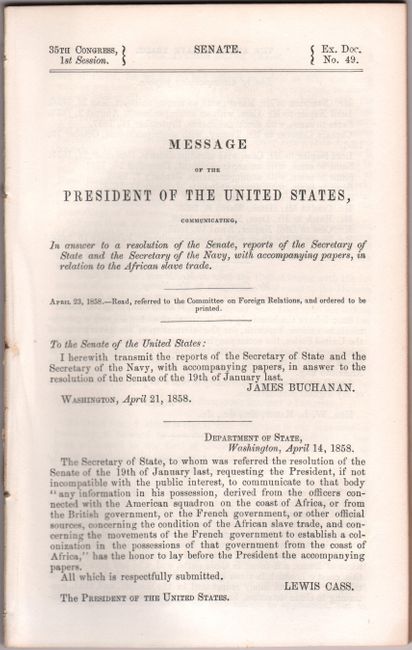 35TH CONGRESS, SENATE. Ex. Doc.
1st Session. No. 49.
MESSAGE
OF THE
PRESIDENT OF THE UNITED STATES,
COMMUNICATING,
In answer to a resolution of the Senate, reports of the Secretary of
State and the Secretary of the Navy, with accompanying papers, in
relation to the African slave trade.
APRIL 23, 1858.—Read, referred to the Committee on Foreign Relations, and ordered to be
printed.
To the Senate of the United States:
I herewith transmit the reports of the Secretary of State and the
Secretary of the Navy, with accompanying papers, in answer to the
resolution of the Senate of the 19th of January last.
JAMES BUCHANAN.
WASHINGTON, April 21, 1858.
DEPARTMENT OF STATE,
Washington, April 14, 1858.
The Secretary of State, to whom was referred the resolution of the
Senate of the 19th of January last, requesting the President, if not
incompatible with the public interest, to communicate to that body
"any information in his possession, derived from the officers con-
nected with the American squadron on the coast of Africa, or from
the British government, or the French government, or other official
sources, concerning the condition of the African slave trade, and con-
cerning the movements of the French government to establish a col-
onization in the possessions of that government from the coast of
Africa," has the honor to lay before the President the accompanying
papers.
All which is respectfully submitted.
LEWIS CASS.
The PRESIDENT OF THE UNITED STATES.